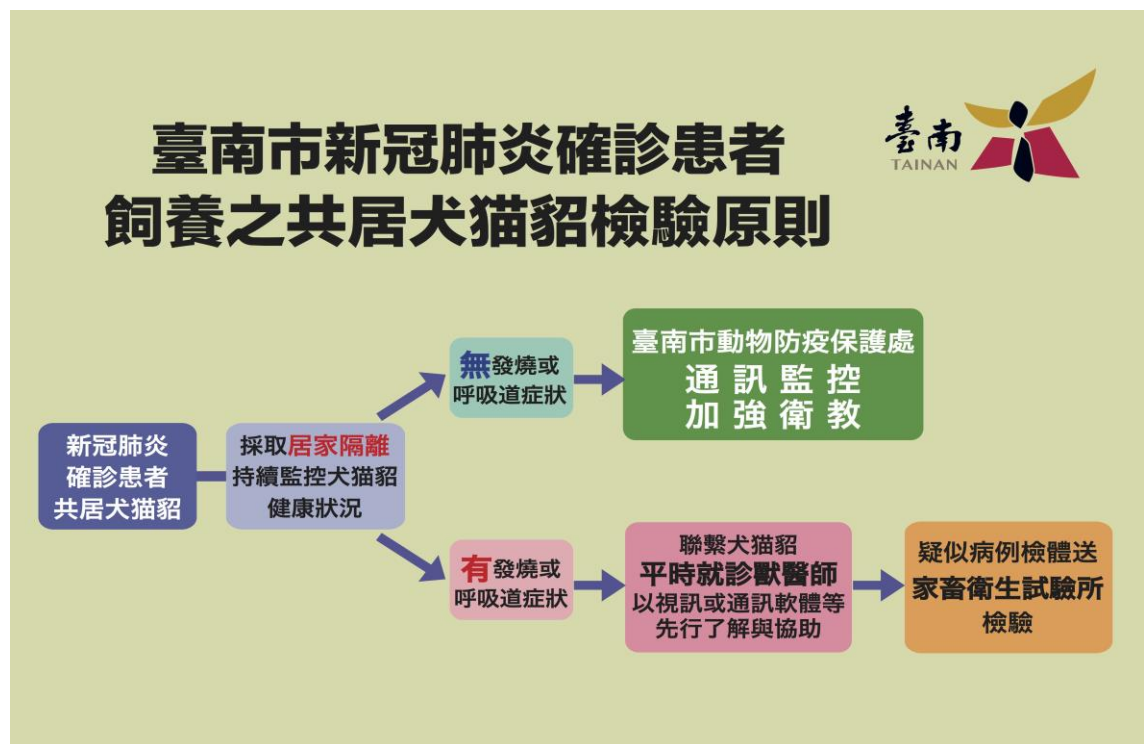 臺南市新冠肺炎確診患者
飼養之共居犬猫貂檢驗原則
臺南
TAINAN
新冠肺炎
確診患者
共居犬猫貂
採取居家隔離
持續監控犬猫貂
健康狀況
無發燒或
呼吸道症狀
臺南市動物防疫保護處
通訊監控
加強衛教
有發燒或
呼吸道症狀
聯繫犬猫貂
平時就診獸醫師
以視訊或通訊軟體等
先行了解與協助
疑似病例檢體送
家畜衛生試驗所
檢驗